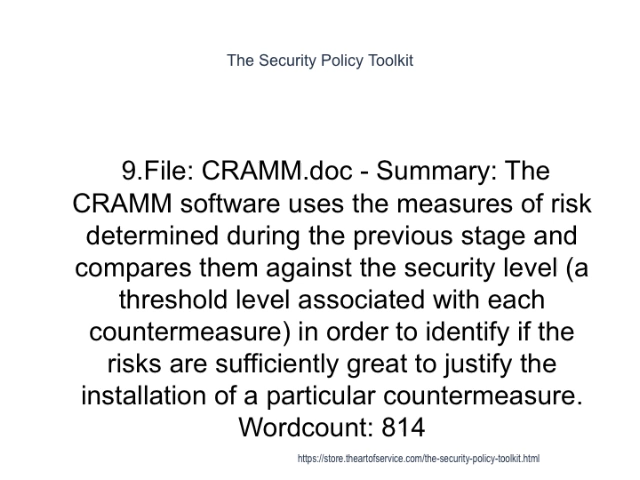 The Security Policy Toolkit
9.File: CRAMM.doc - Summary: The
CRAMM software uses the measures of risk
determined during the previous stage and
compares them against the security level (a
threshold level associated with each
countermeasure) in order to identify if the
risks are sufficiently great to justify the
installation of a particular countermeasure.
Wordcount: 814
https://store.theartofservice.com/the-security-policy-toolkit.html